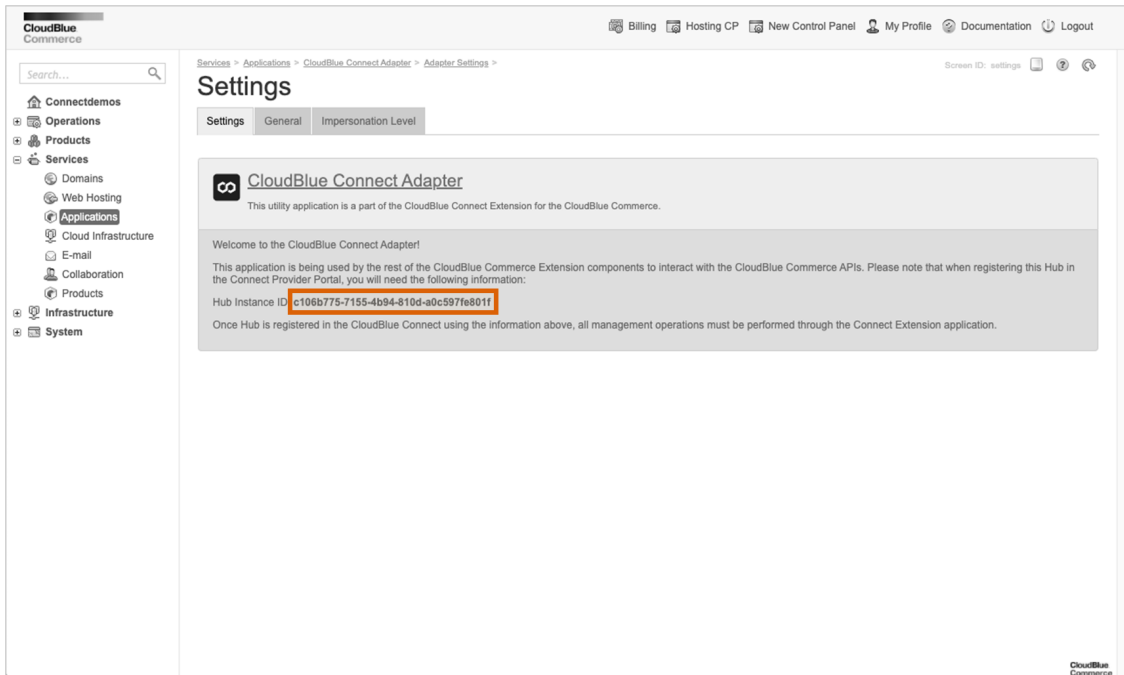 CloudBlue
Commerce
Billing Hosting CP New Control Panel My Profile Documentation Logout
Search...
Connectdemos
Operations
Products
Services
Domains
Web Hosting
Applications
Cloud Infrastructure
E-mail
Collaboration
Products
Infrastructure
System
Services > Applications > CloudBlue Connect Adapter > Adapter Settings >
Screen ID: settings
Settings
Settings General Impersonation Level
CloudBlue Connect Adapter
This utility application is a part of the CloudBlue Connect Extension for the CloudBlue Commerce.
Welcome to the CloudBlue Connect Adapter!
This application is being used by the rest of the CloudBlue Commerce Extension components to interact with the CloudBlue Commerce APIs. Please note that when registering this Hub in
the Connect Provider Portal, you will need the following information:
Hub Instance ID c106b775-7155-4b94-810d-a0c597fe801f
Once Hub is registered in the CloudBlue Connect using the information above, all management operations must be performed through the Connect Extension application.
CloudBlue
Commerce